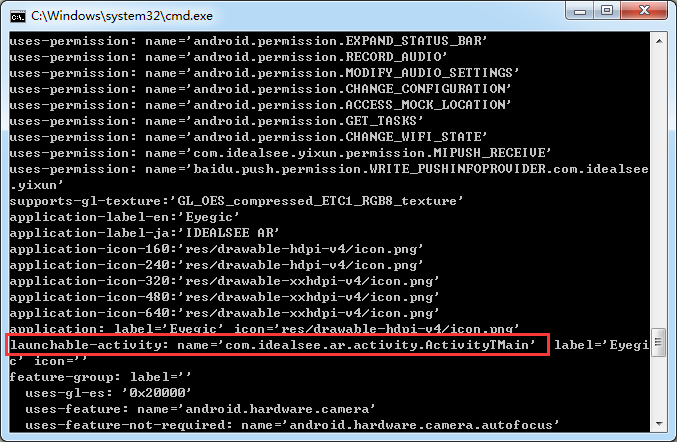 C:\Windows\system32\cmd.exe
uses-permission: name='android.permission.EXPAND_STATUS_BAR'
uses-permission: name='android.permission.RECORD_AUDIO'
uses-permission: name='android.permission.MODIFY_AUDIO_SETTINGS'
uses-permission: name='android.permission.CHANGE_CONFIGURATION'
uses-permission: name='android.permission.ACCESS_MOCK_LOCATION'
uses-permission: name='android.permission.GET_TASKS'
uses-permission: name='android.permission.CHANGE_WIFI_STATE'
uses-permission: name='com.idealsee.yixun.permission.MIPUSH_RECEIVE'
uses-permission: name='baidu.push.permission.WRITE_PUSHINFOPROVIDER.com.idealsee
.yixun'
supports-gl-texture:'GL_OES_compressed_ETC1_RGB8_texture'
application-label-en:'Eyegic'
application-label-ja:'IDEALSEE AR'
application-icon-160:'res/drawable-hdpi-v4/icon.png'
application-icon-240:'res/drawable-hdpi-v4/icon.png'
application-icon-320:'res/drawable-xxhdpi-v4/icon.png'
application-icon-480:'res/drawable-xxhdpi-v4/icon.png'
application-icon-640:'res/drawable-xxhdpi-v4/icon.png'
application: label='Eyegic' icon='res/drawable-hdpi-v4/icon.png'
launchable-activity: name='com.idealsee.ar.activity.ActivityTMain'  label='Eyegi
c' icon=''
feature-group: label=''
  uses-gl-es: '0x20000'
  uses-feature: name='android.hardware.camera'
  uses-feature-not-required: name='android.hardware.camera.autofocus'